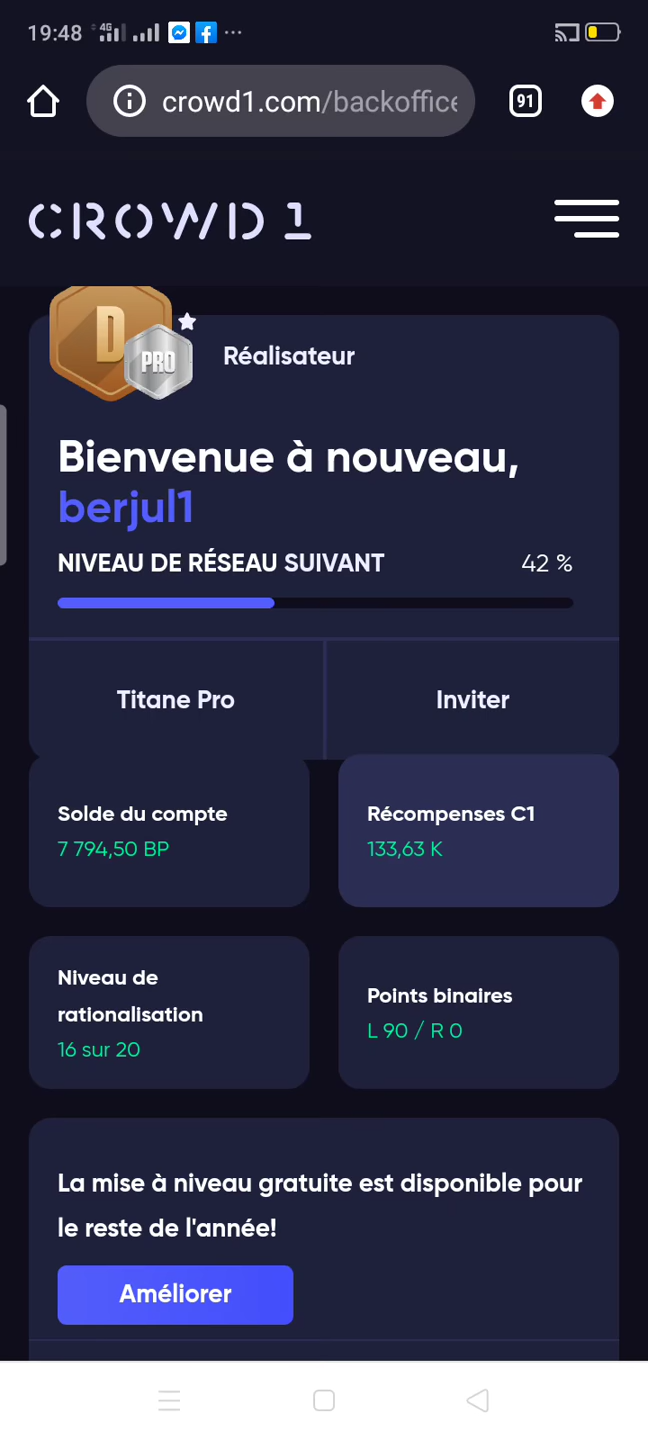 19:48 4G
crowd1.com/backoffice
91
CROWD 1
D
PRO
Réalisateur
Bienvenue à nouveau,
berjul1
NIVEAU DE RÉSEAU SUIVANT 42 %
Titane Pro Inviter
Solde du compte
7 794,50 BP
Récompenses C1
133,63 K
Niveau de
rationalisation
16 sur 20
Points binaires
L 90 / R 0
La mise à niveau gratuite est disponible pour
le reste de l'année!
Améliorer